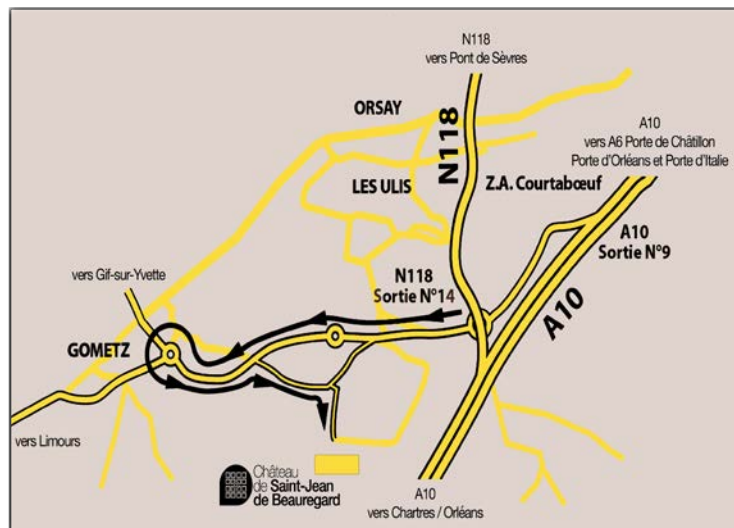 N118
vers Pont de Sèvres
ORSAY
N118
A10
vers A6 Porte de Châtillon
Porte d'Orléans et Porte d'Italie
LES ULIS
Z.A. Courtabœuf
A10
Sortie N°9
vers Gif-sur-Yvette
N118
Sortie N°14
A10
GOMETZ
vers Limours
Château
de Saint-Jean
de Beauregard
A10
vers Chartres / Orléans